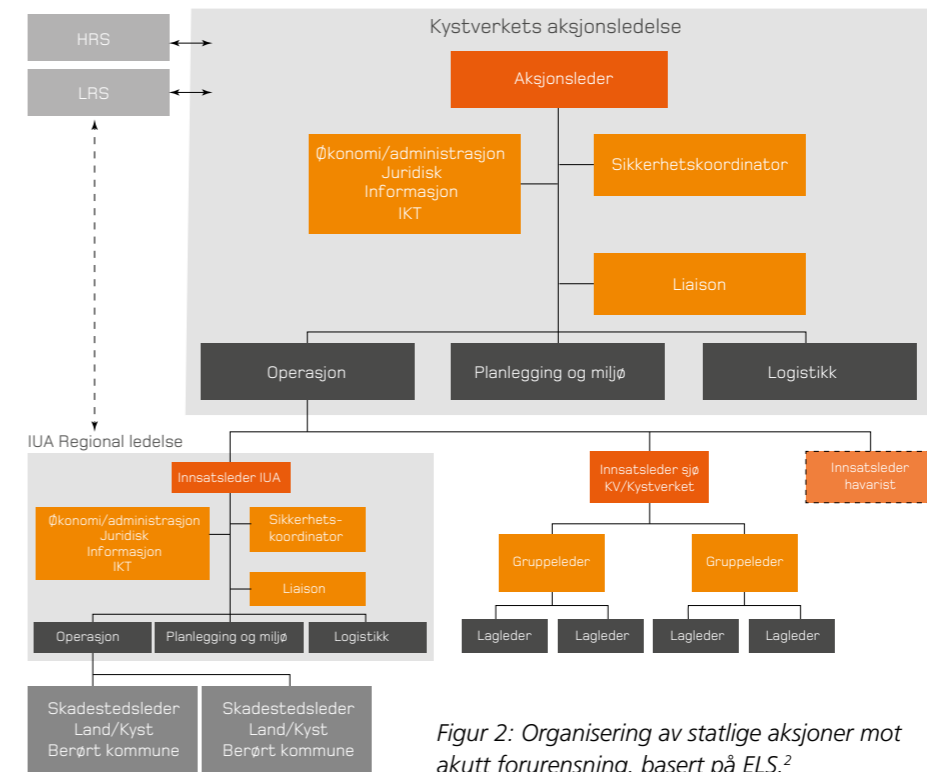 HRS
LRS
Kystverkets aksjonsledelse
Aksjonsleder
Økonomi/administrasjon
Juridisk
Informasjon
IKT
Sikkerhetskoordinator
Liaison
Operasjon
Planlegging og miljø
Logistikk
IUA Regional ledelse
Innsatsleder IUA
Økonomi/administrasjon
Juridisk
Informasjon
IKT
Sikkerhets-
koordinator
Liaison
Operasjon
Planlegging og miljø
Logistikk
Skadestedsleder
Land/Kyst
Berørt kommune
Skadestedsleder
Land/Kyst
Berørt kommune
Innsatsleder sjø
KV/Kystverket
Innsatsleder
havarist
Gruppeleder
Gruppeleder
Lagleder
Lagleder
Lagleder
Lagleder
Figur 2: Organisering av statlige aksjoner mot
akutt forurensning, basert på ELS.²